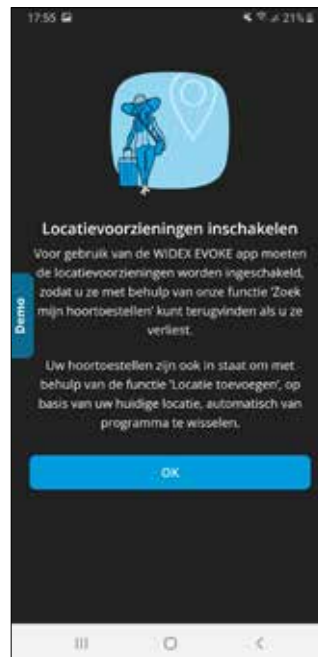 17:55 21%
Locatievoorzieningen inschakelen
Voor gebruik van de WIDEX EVOKE app moeten
de locatievoorzieningen worden ingeschakeld,
zodat u ze met behulp van onze functie 'Zoek
mijn hoortoestellen' kunt terugvinden als u ze
verliest.
Demo
Uw hoortoestellen zijn ook in staat om met
behulp van de functie 'Locatie toevoegen', op
basis van uw huidige locatie, automatisch van
programma te wisselen.
OK